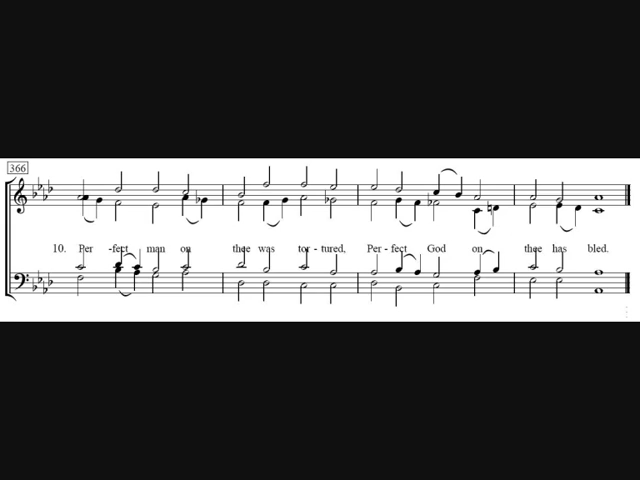 366
10. Per -fect man on thee was tor - tured, Per - fect God on thee has bled.